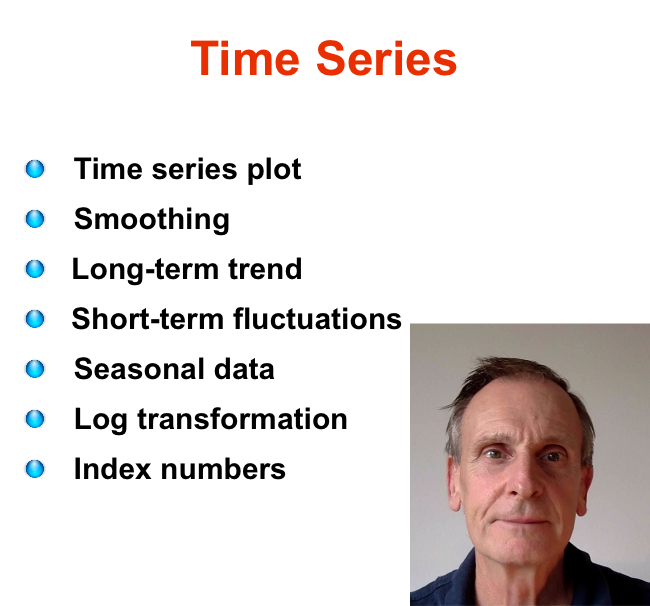 Time Series
Time series plot
Smoothing
Long-term trend
Short-term fluctuations
Seasonal data
Log transformation
Index numbers